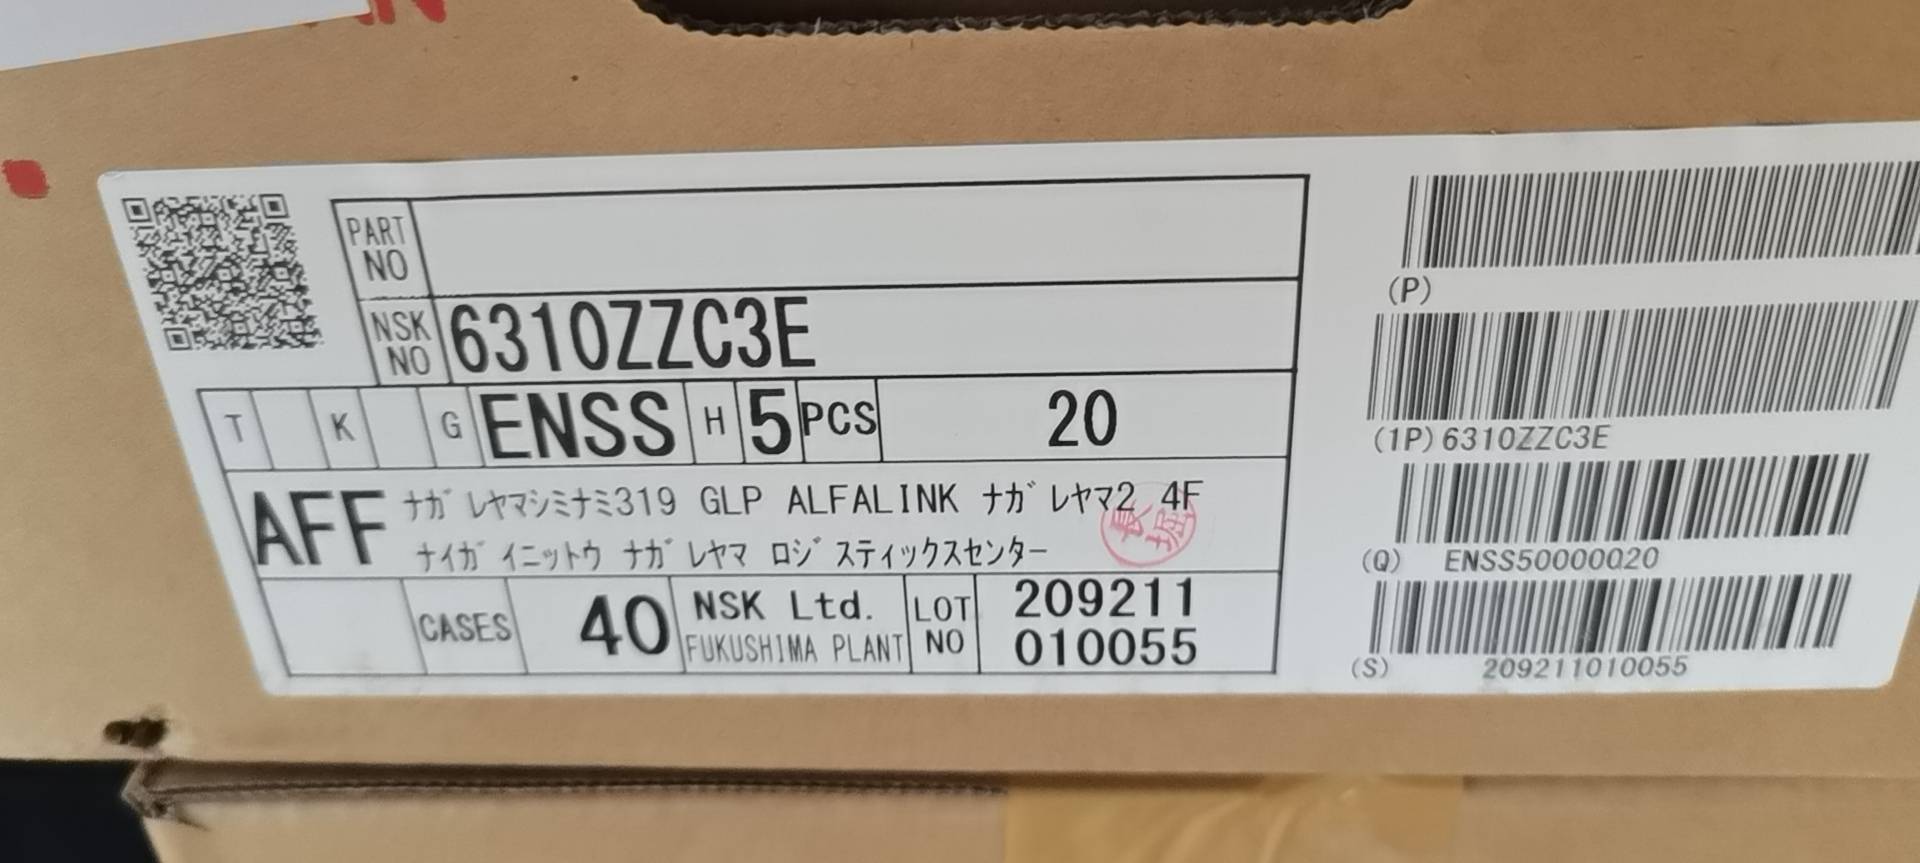 PART NO
NSK NO 6310ZZC3E
T K G ENSS H 5 PCS 20
AFF ナガレヤマシミナミ319 GLP ALFALINK ナガレヤマ2 4F
ナイガイニットウ ナガレヤマ ロジスティックスセンター
長堀
CASES 40 NSK Ltd. FUKUSHIMA PLANT LOT NO 209211 010055
(P)
(1P) 6310ZZC3E
(Q) ENSS50000Q20
(S) 209211010055